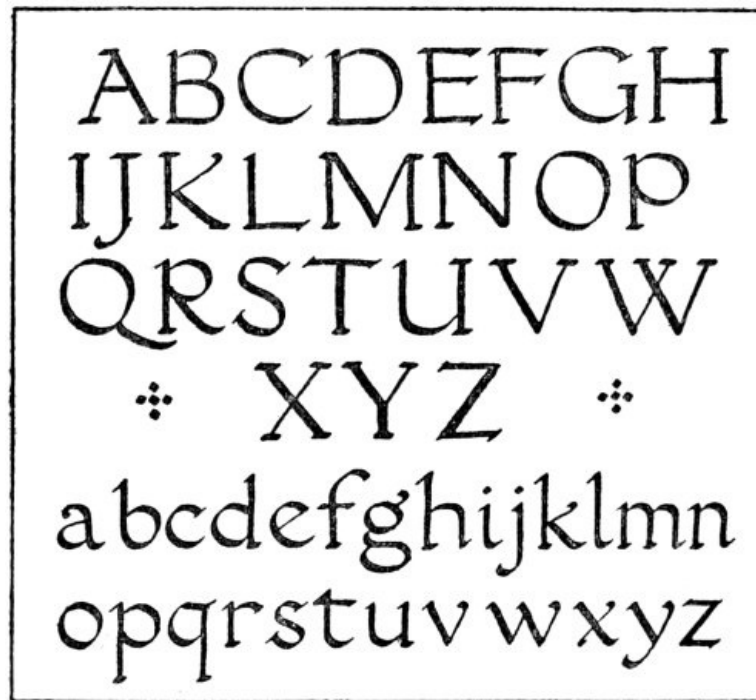 ABCDEFGH
IJKLMNOP
QRSTUVW
XYZ
abcdefghijklmn
opqrstuvwxyz